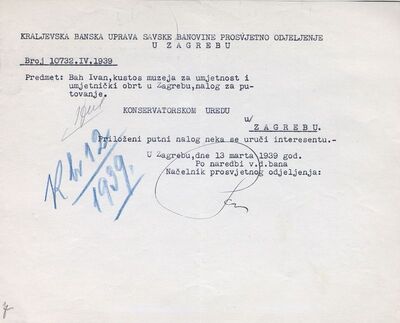 KRALJEVSKA BANSKA UPRAVA SAVSKE BANOVINE PROSVJETNO ODJELJENJE
U ZAGREBU
Broj 10732.IV.1939
Predmet: Bah Ivan,kustos muzeja za umjetnost i
umjetnički obrt u Zagrebu,nalog za pu-
tovanje.
KONSERVATORSKOM UREDU
u/
ZAGREBU.
Priloženi putni nalog neka se uruči interesentu.-
U Zagrebu,dne 13 marta 1939 god.
Po naredbi v.d.bana
Načelnik prosvjetnog odjeljenja:
K br 12
1939.